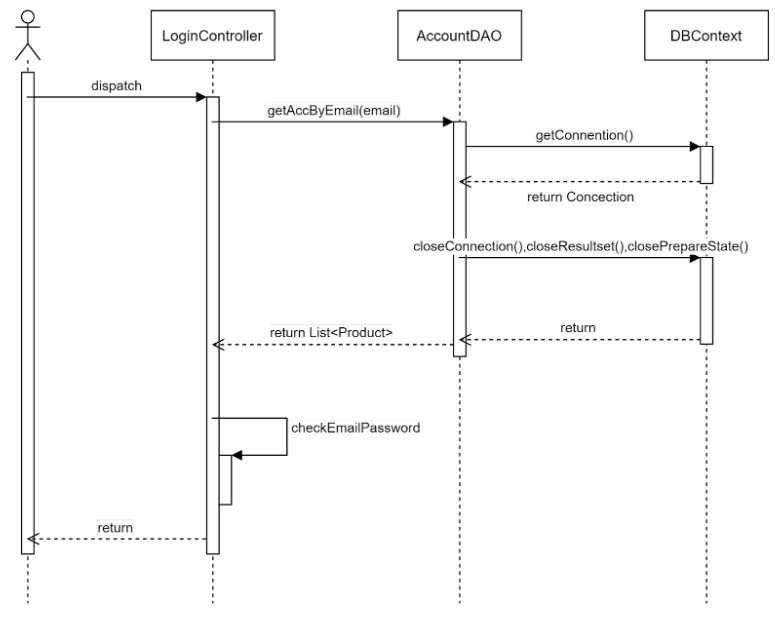 LoginController
AccountDAO
DBContext
dispatch
getAccByEmail(email)
getConnention()
return Concection
closeConnection(),closeResultset(),closePrepareState()
return
return List<Product>
checkEmailPassword
return